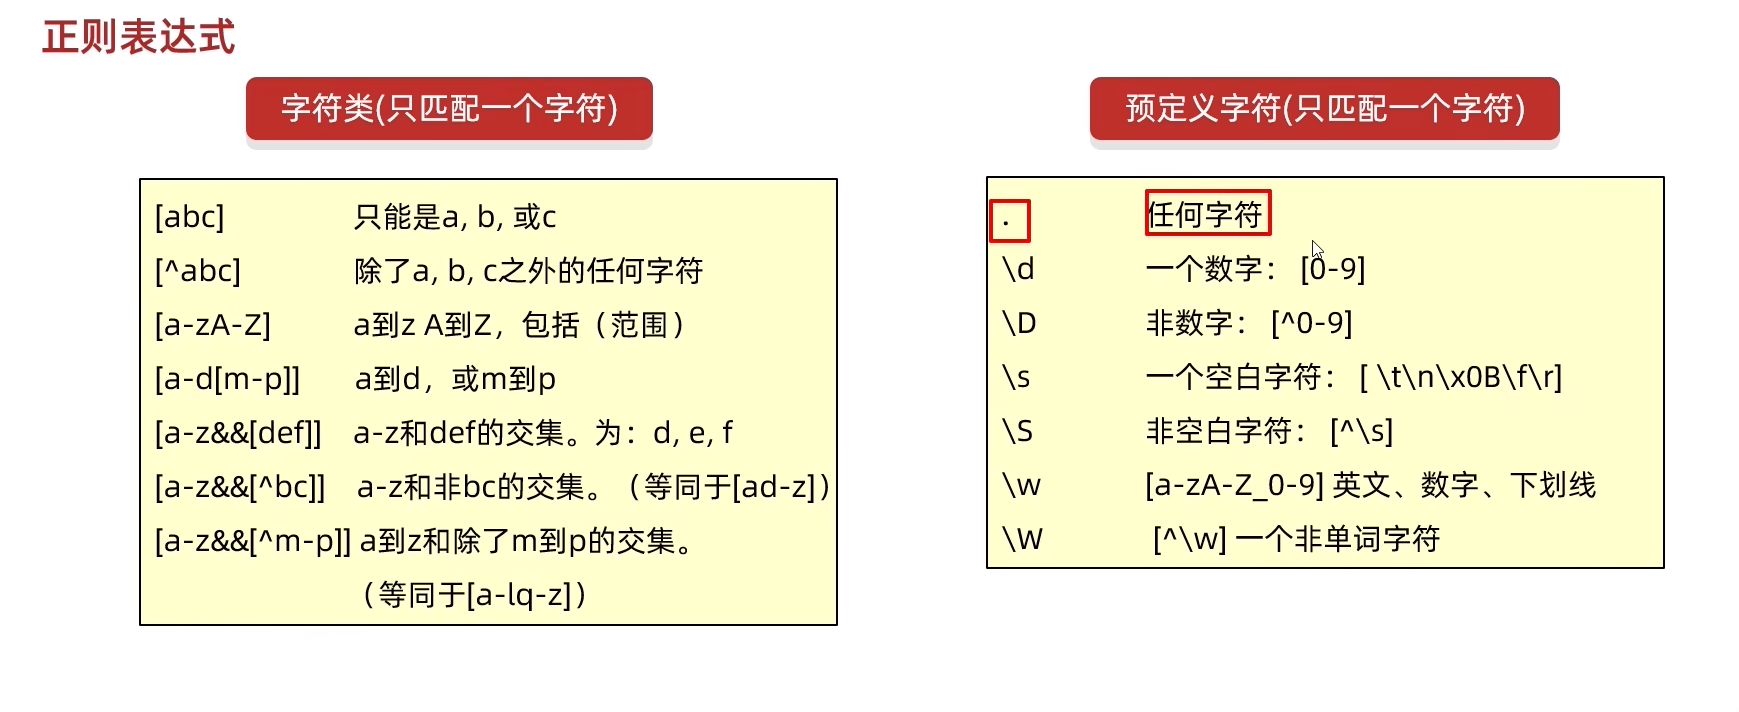 正则表达式
字符类(只匹配一个字符)
[abc] 只能是a, b, 或c
[^abc] 除了a, b, c之外的任何字符
[a-zA-Z] a到z A到Z，包括（范围）
[a-d[m-p]] a到d，或m到p
[a-z&&[def]] a-z和def的交集。为：d, e, f
[a-z&&[^bc]] a-z和非bc的交集。（等同于[ad-z]）
[a-z&&[^m-p]] a到z和除了m到p的交集。
（等同于[a-lq-z]）
预定义字符(只匹配一个字符)
. 任何字符
\d 一个数字： [0-9]
\D 非数字： [^0-9]
\s 一个空白字符： [ \t\n\x0B\f\r]
\S 非空白字符： [^\s]
\w [a-zA-Z_0-9] 英文、数字、下划线
\W [^\w] 一个非单词字符